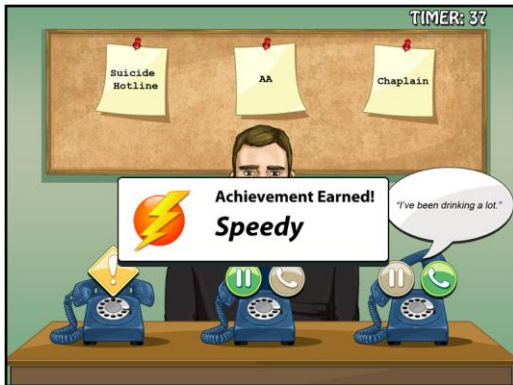 TIMER: 37
Suicide
Hotline
AA
Chaplain
Achievement Earned!
Speedy
"I've been drinking a lot."